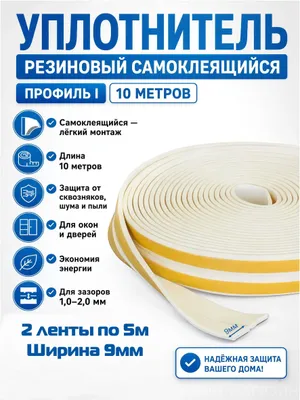 УПЛОТНИТЕЛЬ
РЕЗИНОВЫЙ САМОКЛЕЯЩИЙСЯ
ПРОФИЛЬ I | 10 МЕТРОВ
Самоклеящийся —
лёгкий монтаж
Длина
10 метров
Защита от
сквозняков,
шума и пыли
Для окон
и дверей
Экономия
энергии
Для зазоров
1,0–2,0 мм
9мм
2 ленты по 5м
Ширина 9мм
НАДЁЖНАЯ ЗАЩИТА
ВАШЕГО ДОМА!